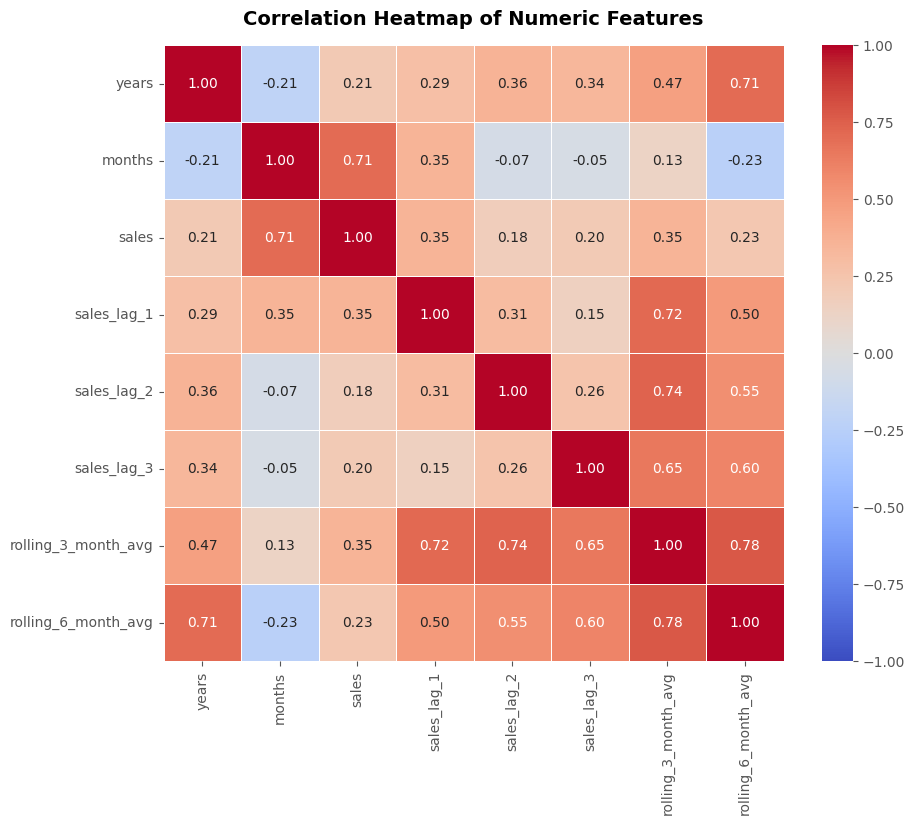 Correlation Heatmap of Numeric Features
years 1.00 -0.21 0.21 0.29 0.36 0.34 0.47 0.71
months -0.21 1.00 0.71 0.35 -0.07 -0.05 0.13 -0.23
sales 0.21 0.71 1.00 0.35 0.18 0.20 0.35 0.23
sales_lag_1 0.29 0.35 0.35 1.00 0.31 0.15 0.72 0.50
sales_lag_2 0.36 -0.07 0.18 0.31 1.00 0.26 0.74 0.55
sales_lag_3 0.34 -0.05 0.20 0.15 0.26 1.00 0.65 0.60
rolling_3_month_avg 0.47 0.13 0.35 0.72 0.74 0.65 1.00 0.78
rolling_6_month_avg 0.71 -0.23 0.23 0.50 0.55 0.60 0.78 1.00
years
months
sales
sales_lag_1
sales_lag_2
sales_lag_3
rolling_3_month_avg
rolling_6_month_avg
1.00
0.75
0.50
0.25
0.00
−0.25
−0.50
−0.75
−1.00